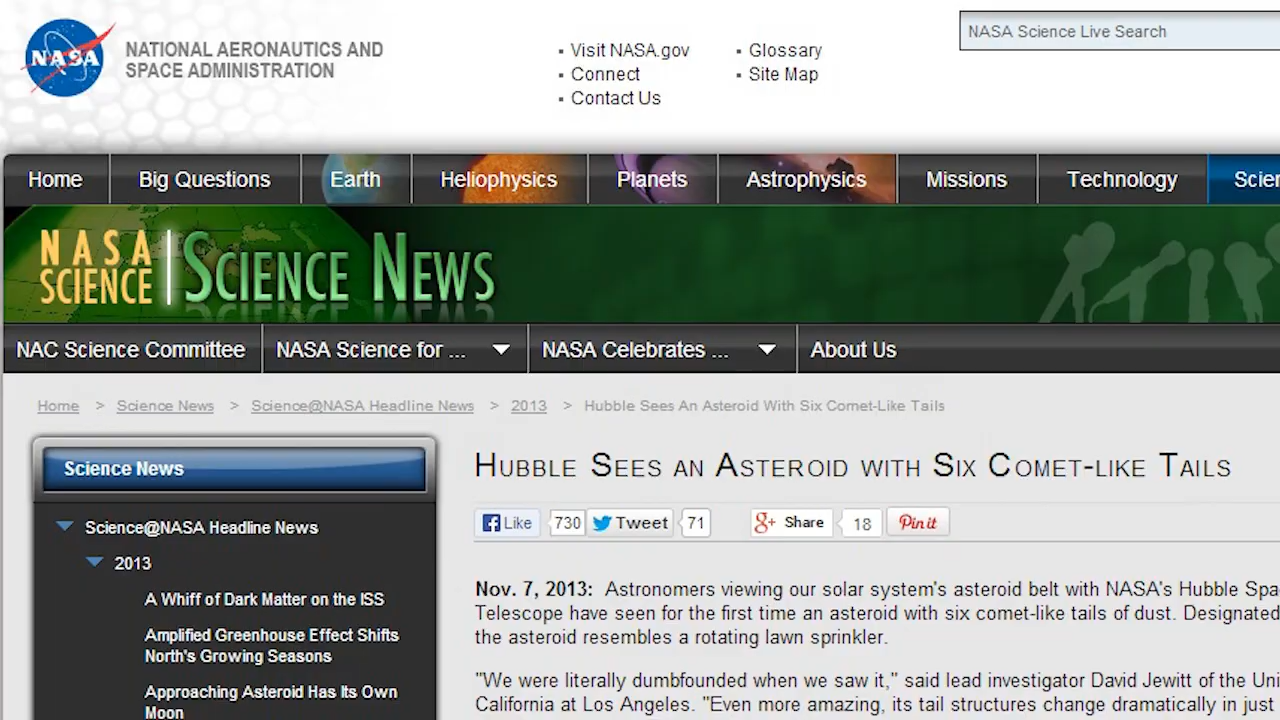 NASA
NATIONAL AERONAUTICS AND
SPACE ADMINISTRATION
Visit NASA.gov
Connect
Contact Us
Glossary
Site Map
NASA Science Live Search
Home
Big Questions
Earth
Heliophysics
Planets
Astrophysics
Missions
Technology
NASA
SCIENCE
SCIENCE NEWS
NAC Science Committee
NASA Science for ...
NASA Celebrates ...
About Us
Home > Science News > Science@NASA Headline News > 2013 > Hubble Sees An Asteroid With Six Comet-Like Tails
Science News
Science@NASA Headline News
2013
A Whiff of Dark Matter on the ISS
Amplified Greenhouse Effect Shifts
North's Growing Seasons
Approaching Asteroid Has Its Own
Moon
HUBBLE SEES AN ASTEROID WITH SIX COMET-LIKE TAILS
Like 730 Tweet 71 Share 18 Pin it
Nov. 7, 2013: Astronomers viewing our solar system's asteroid belt with NASA's Hubble
Telescope have seen for the first time an asteroid with six comet-like tails of dust. Designated
the asteroid resembles a rotating lawn sprinkler.
"We were literally dumbfounded when we saw it," said lead investigator David Jewitt of the
California at Los Angeles. "Even more amazing, its tail structures change dramatically in just